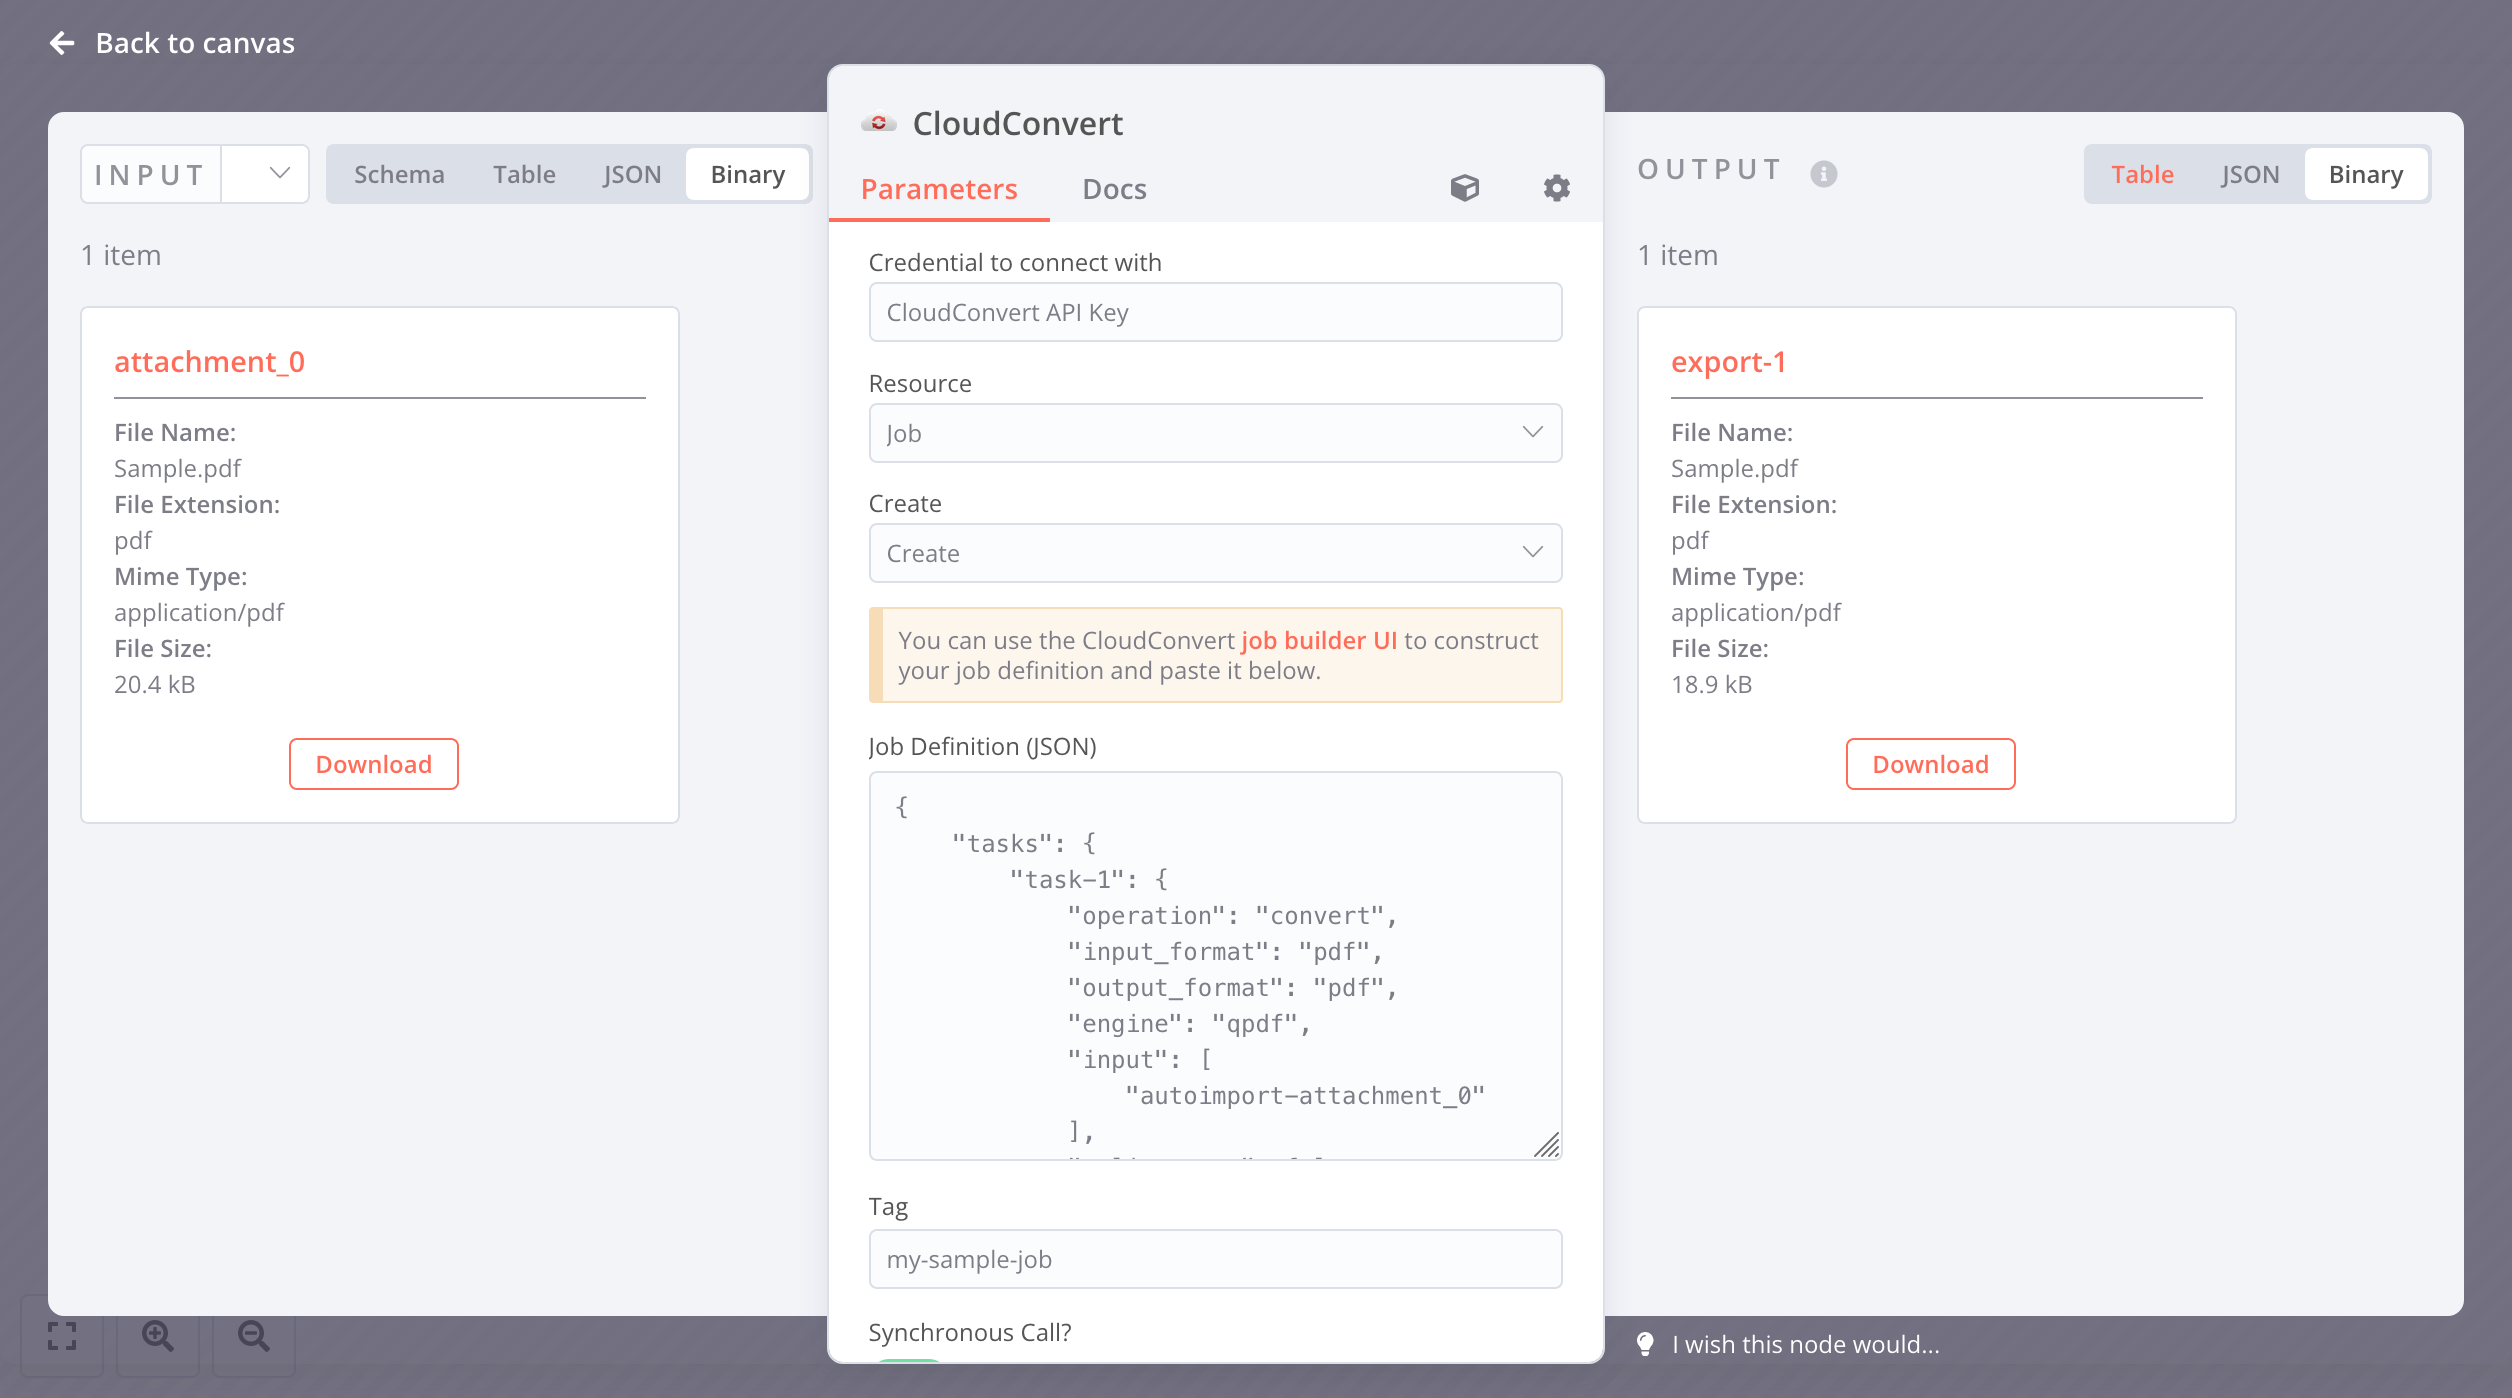 Back to canvas
INPUT
Schema
Table
JSON
Binary
1 item
attachment_0
File Name:
Sample.pdf
File Extension:
pdf
Mime Type:
application/pdf
File Size:
20.4 kB
Download
CloudConvert
Parameters
Docs
Credential to connect with
CloudConvert API Key
Resource
Job
Create
Create
You can use the CloudConvert job builder UI to construct
your job definition and paste it below.
Job Definition (JSON)
{
    "tasks": {
        "task-1": {
            "operation": "convert",
            "input_format": "pdf",
            "output_format": "pdf",
            "engine": "qpdf",
            "input": [
                "autoimport-attachment_0"
            ],
Tag
my-sample-job
Synchronous Call?
OUTPUT
Table
JSON
Binary
1 item
export-1
File Name:
Sample.pdf
File Extension:
pdf
Mime Type:
application/pdf
File Size:
18.9 kB
Download
I wish this node would...